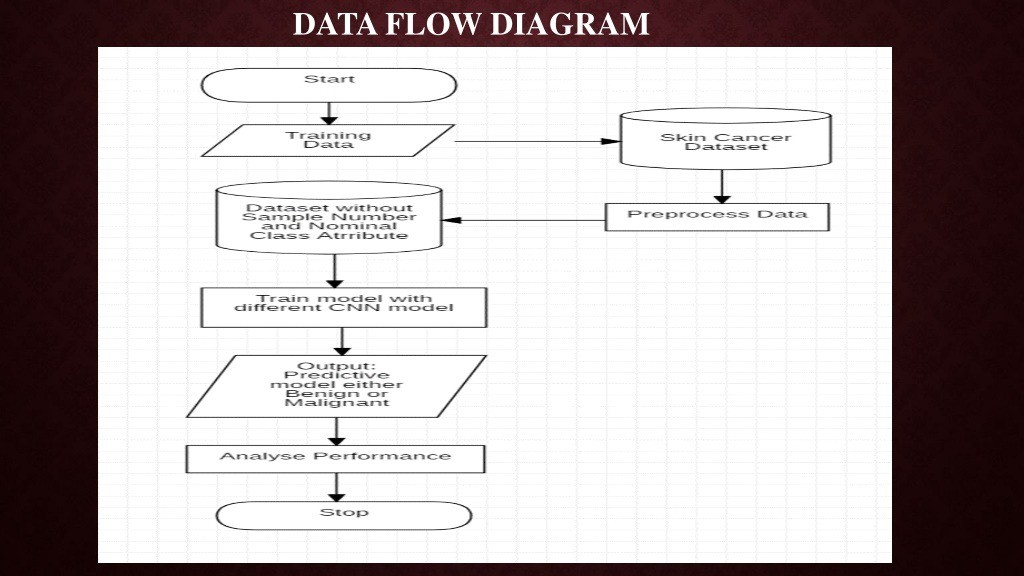 DATA FLOW DIAGRAM
Start
Training
Data
Skin Cancer
Dataset
Preprocess Data
Dataset without
Sample Number
and Nominal
Class Atrribute
Train model with
different CNN model
Output:
Predictive
model either
Benign or
Malignant
Analyse Performance
Stop